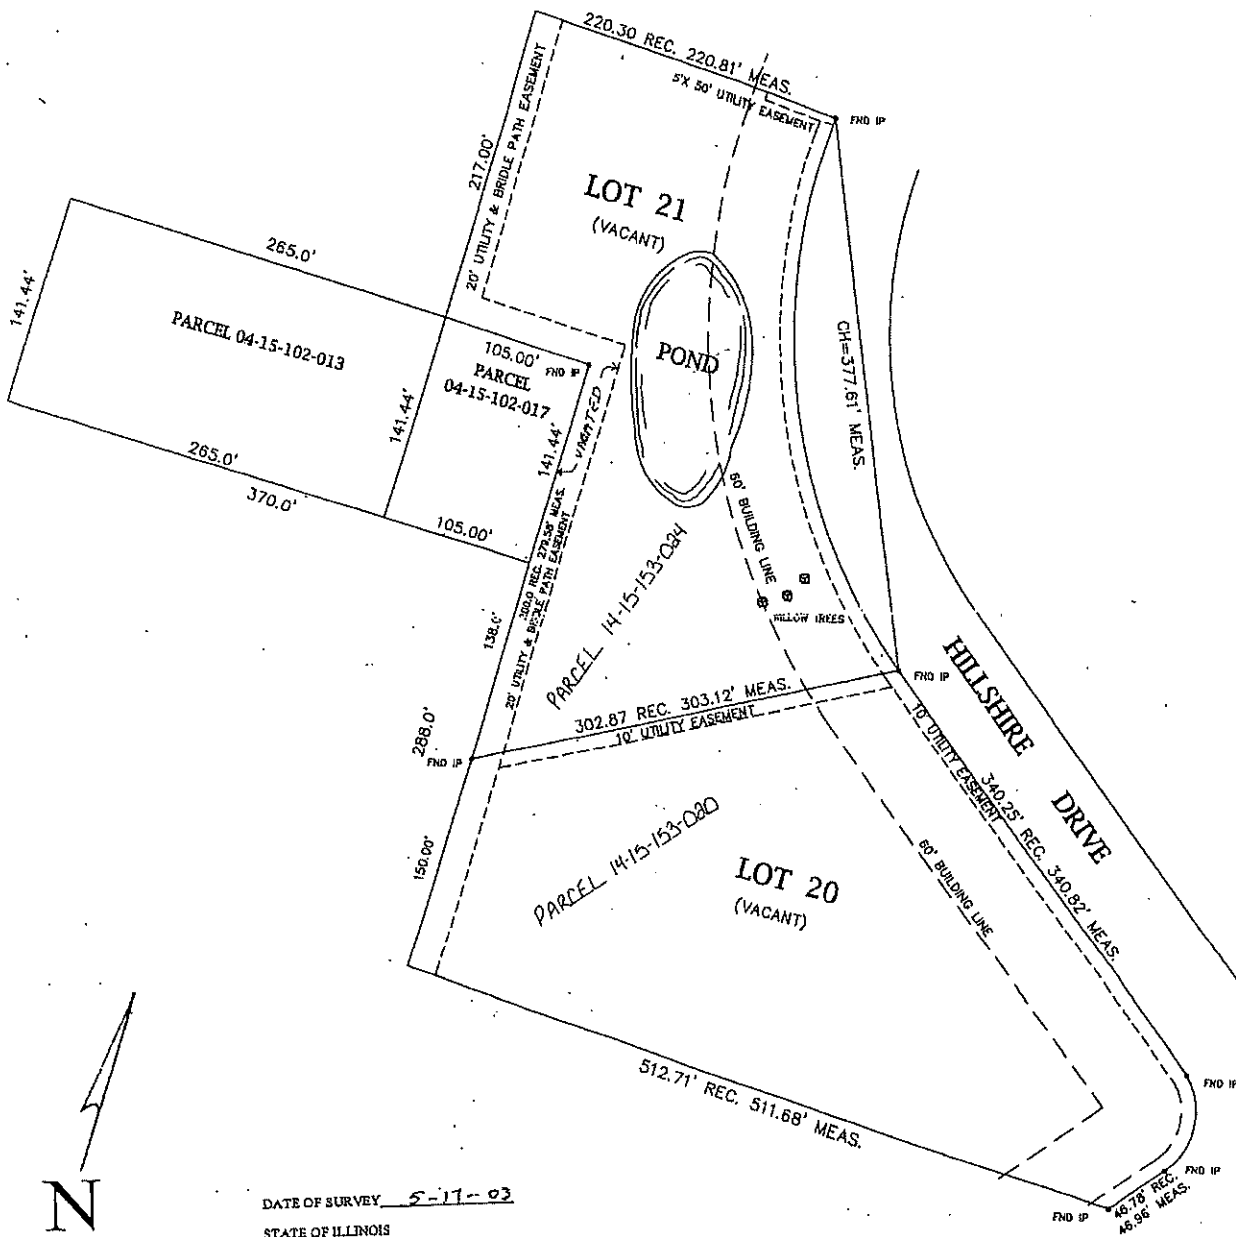 220.30 REC. 220.81' MEAS.
5'X 50' UTILITY EASEMENT
FND IP
217.00'
20' UTILITY & BRIDLE PATH EASEMENT
LOT 21
(VACANT)
265.0'
141.44'
PARCEL 04-15-102-013
105.00'
FND IP
PARCEL
04-15-102-017
POND
CH=377.61' MEAS.
141.44'
141.44'
VACATED
265.0'
370.0'
105.00'
300.0 REC. 279.58' MEAS.
20' UTILITY & BRIDLE PATH EASEMENT
138.0'
60' BUILDING LINE
PARCEL 14-15-153-024
WILLOW TREES
HILLSHIRE
DRIVE
FND IP
302.87 REC. 303.12' MEAS.
10' UTILITY EASEMENT
288.0'
FND IP
10' UTILITY EASEMENT
340.25' REC. 340.82' MEAS.
PARCEL 14-15-153-020
150.00'
LOT 20
(VACANT)
60' BUILDING LINE
512.71' REC. 511.68' MEAS.
FND IP
FND IP
FND IP
46.78' REC.
46.96' MEAS.
N
DATE OF SURVEY 5-17-03
STATE OF ILLINOIS